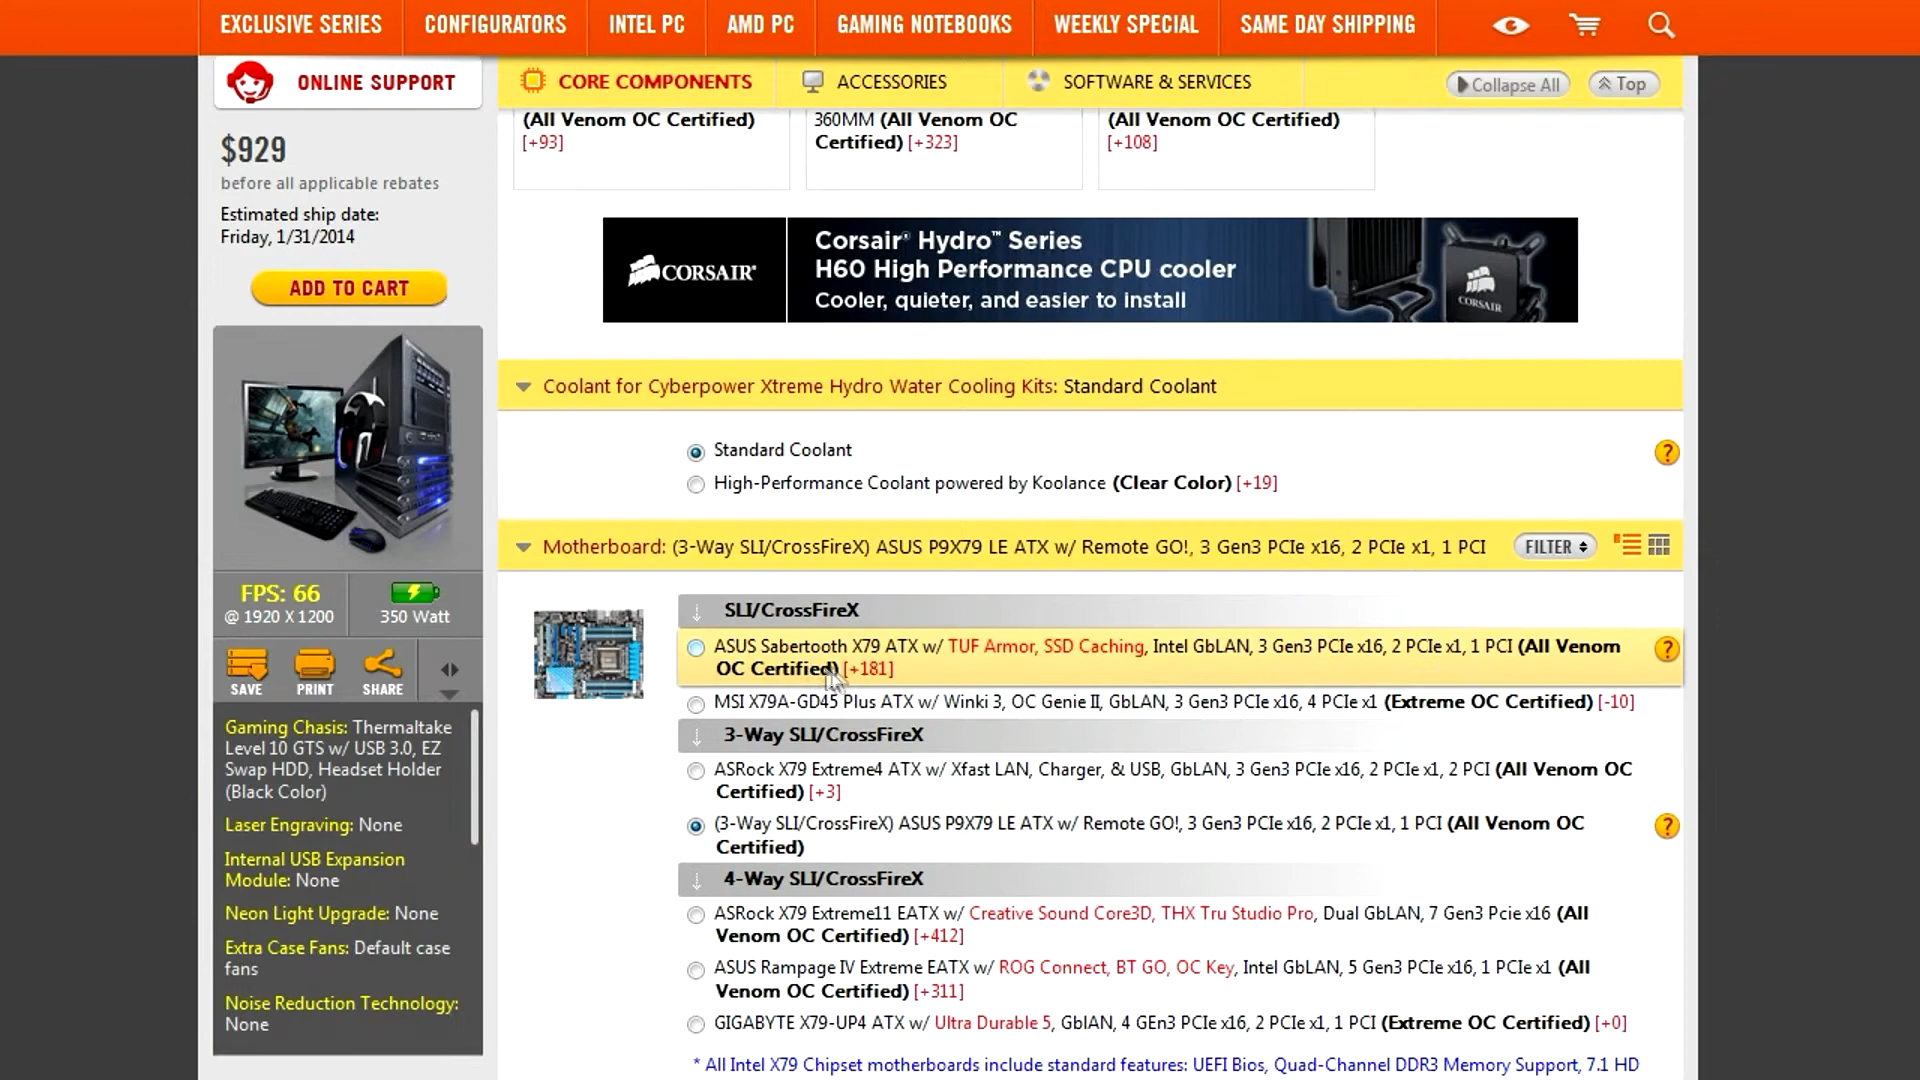 EXCLUSIVE SERIES
CONFIGURATORS
INTEL PC
AMD PC
GAMING NOTEBOOKS
WEEKLY SPECIAL
SAME DAY SHIPPING
ONLINE SUPPORT
CORE COMPONENTS
ACCESSORIES
SOFTWARE & SERVICES
Collapse All
Top
$929
before all applicable rebates
Estimated ship date:
Friday, 1/31/2014
ADD TO CART
FPS: 66
@ 1920 X 1200
350 Watt
SAVE
PRINT
SHARE
Gaming Chasis: Thermaltake
Level 10 GTS w/ USB 3.0, EZ
Swap HDD, Headset Holder
(Black Color)
Laser Engraving: None
Internal USB Expansion
Module: None
Neon Light Upgrade: None
Extra Case Fans: Default case
fans
Noise Reduction Technology:
None
(All Venom OC Certified)
[+93]
360MM (All Venom OC
Certified) [+323]
(All Venom OC Certified)
[+108]
CORSAIR
Corsair® Hydro™ Series
H60 High Performance CPU cooler
Cooler, quieter, and easier to install
CORSAIR
Coolant for Cyberpower Xtreme Hydro Water Cooling Kits: Standard Coolant
Standard Coolant
?
High-Performance Coolant powered by Koolance (Clear Color) [+19]
Motherboard: (3-Way SLI/CrossFireX) ASUS P9X79 LE ATX w/ Remote GO!, 3 Gen3 PCIe x16, 2 PCIe x1, 1 PCI
FILTER
SLI/CrossFireX
ASUS Sabertooth X79 ATX w/ TUF Armor, SSD Caching, Intel GbLAN, 3 Gen3 PCIe x16, 2 PCIe x1, 1 PCI (All Venom
OC Certified) [+181]
?
MSI X79A-GD45 Plus ATX w/ Winki 3, OC Genie II, GbLAN, 3 Gen3 PCIe x16, 4 PCIe x1 (Extreme OC Certified) [-10]
3-Way SLI/CrossFireX
ASRock X79 Extreme4 ATX w/ Xfast LAN, Charger, & USB, GbLAN, 3 Gen3 PCIe x16, 2 PCIe x1, 2 PCI (All Venom OC
Certified) [+3]
(3-Way SLI/CrossFireX) ASUS P9X79 LE ATX w/ Remote GO!, 3 Gen3 PCIe x16, 2 PCIe x1, 1 PCI (All Venom OC
Certified)
?
4-Way SLI/CrossFireX
ASRock X79 Extreme11 EATX w/ Creative Sound Core3D, THX Tru Studio Pro, Dual GbLAN, 7 Gen3 Pcie x16 (All
Venom OC Certified) [+412]
ASUS Rampage IV Extreme EATX w/ ROG Connect, BT GO, OC Key, Intel GbLAN, 5 Gen3 PCIe x16, 1 PCIe x1 (All
Venom OC Certified) [+311]
GIGABYTE X79-UP4 ATX w/ Ultra Durable 5, GbLAN, 4 GEn3 PCIe x16, 2 PCIe x1, 1 PCI (Extreme OC Certified) [+0]
* All Intel X79 Chipset motherboards include standard features: UEFI Bios, Quad-Channel DDR3 Memory Support, 7.1 HD